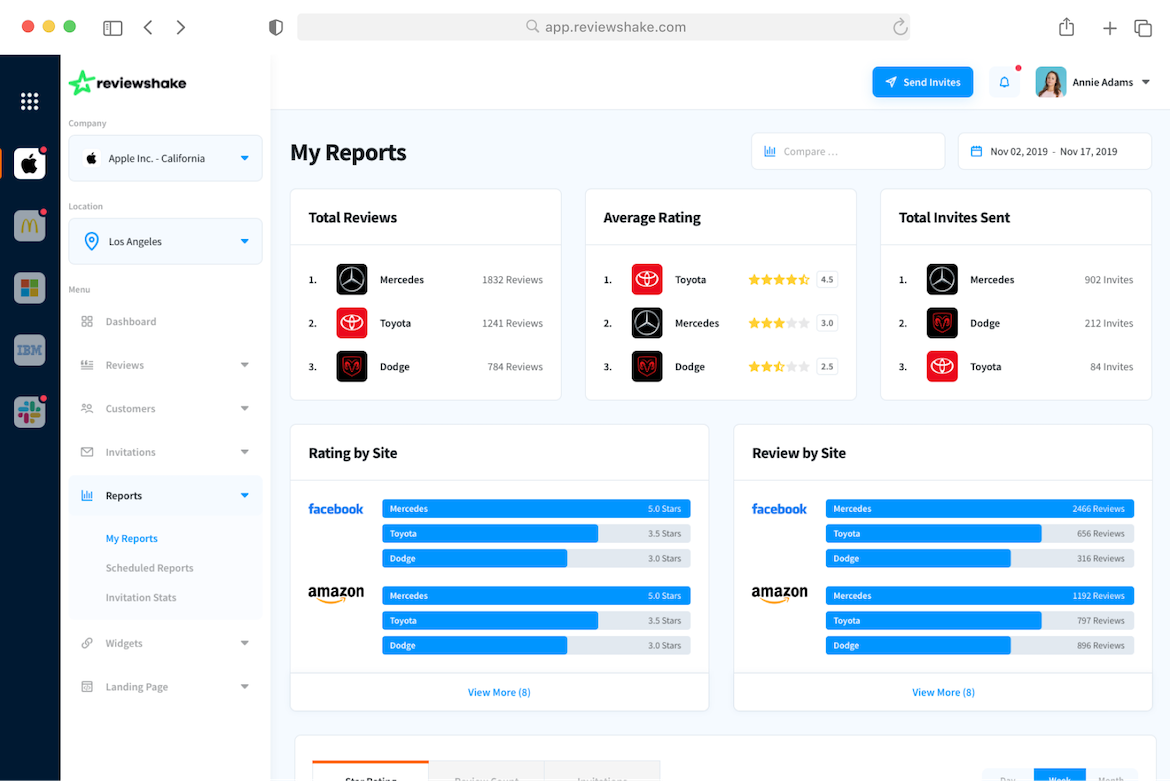 app.reviewshake.com
reviewshake
Send Invites
Annie Adams
Company
Apple Inc. - California
Location
Los Angeles
Menu
Dashboard
Reviews
Customers
Invitations
Reports
My Reports
Scheduled Reports
Invitation Stats
Widgets
Landing Page
IBM
My Reports
Compare ...
Nov 02, 2019 - Nov 17, 2019
Total Reviews
1. Mercedes 1832 Reviews
2. Toyota 1241 Reviews
3. Dodge 784 Reviews
Average Rating
1. Toyota 4.5
2. Mercedes 3.0
3. Dodge 2.5
Total Invites Sent
1. Mercedes 902 Invites
2. Dodge 212 Invites
3. Toyota 84 Invites
Rating by Site
facebook
Mercedes 5.0 Stars
Toyota 3.5 Stars
Dodge 3.0 Stars
amazon
Mercedes 5.0 Stars
Toyota 3.5 Stars
Dodge 3.0 Stars
View More (8)
Review by Site
facebook
Mercedes 2466 Reviews
Toyota 656 Reviews
Dodge 316 Reviews
amazon
Mercedes 1192 Reviews
Toyota 797 Reviews
Dodge 896 Reviews
View More (8)
Star Rating Review Count Invitations
Day Week Month